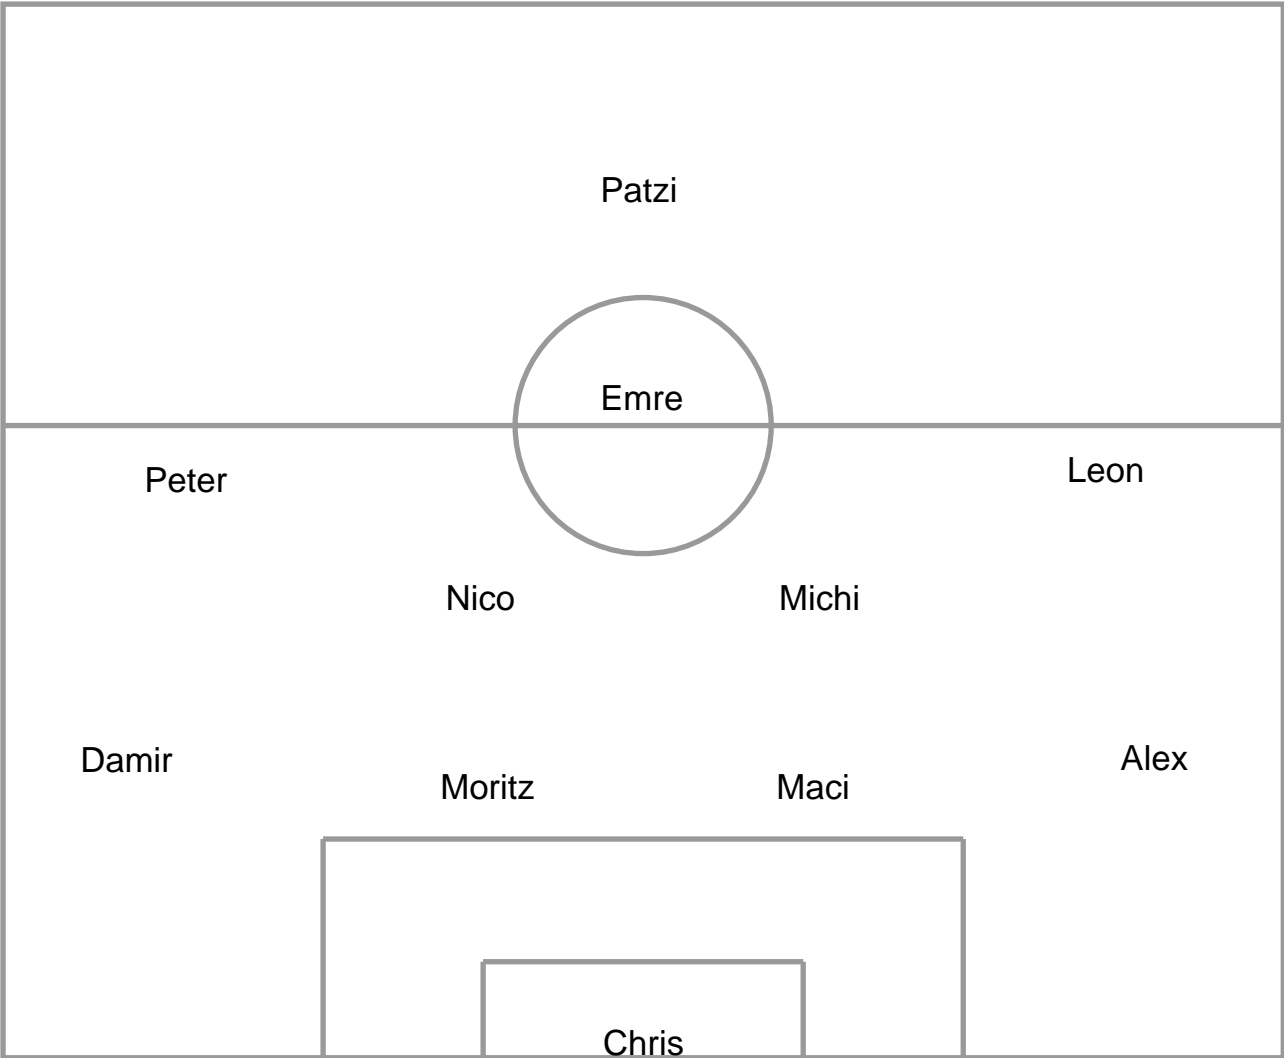 Patzi
Emre
Peter
Leon
Nico
Michi
Damir
Moritz
Maci
Alex
Chris